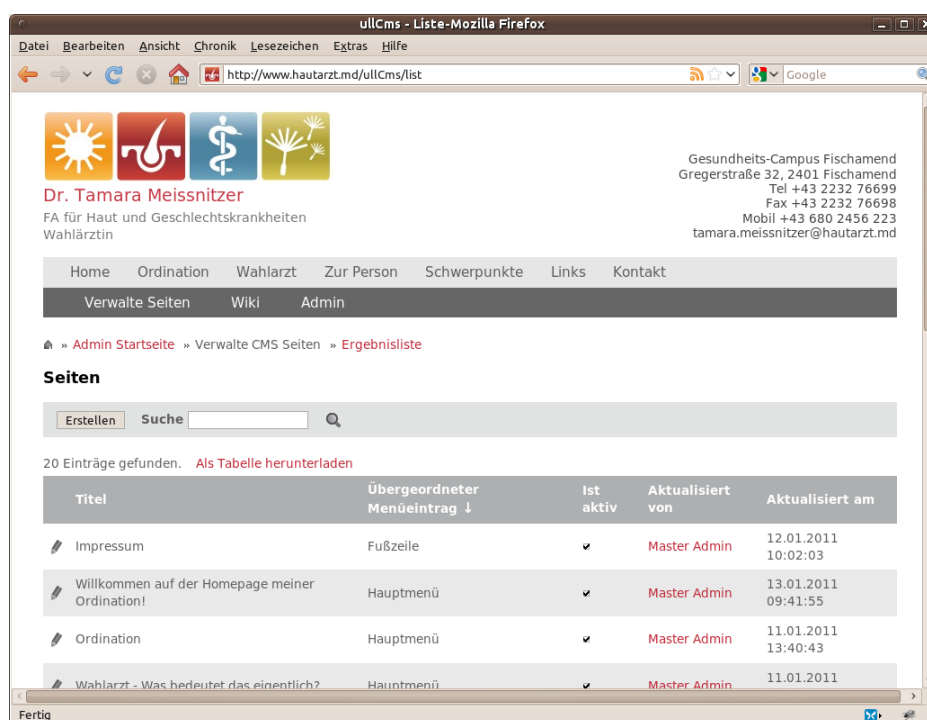 ullCms - Liste-Mozilla Firefox
Datei Bearbeiten Ansicht Chronik Lesezeichen Extras Hilfe
http://www.hautarzt.md/ullCms/list
Google
Gesundheits-Campus Fischamend
Gregerstraße 32, 2401 Fischamend
Tel +43 2232 76699
Fax +43 2232 76698
Mobil +43 680 2456 223
tamara.meissnitzer@hautarzt.md
Dr. Tamara Meissnitzer
FA für Haut und Geschlechtskrankheiten
Wahlärztin
Home Ordination Wahlarzt Zur Person Schwerpunkte Links Kontakt
Verwalte Seiten Wiki Admin
» Admin Startseite » Verwalte CMS Seiten » Ergebnisliste
Seiten
Erstellen Suche
20 Einträge gefunden. Als Tabelle herunterladen
Titel Übergeordneter Menüeintrag ↓ Ist aktiv Aktualisiert von Aktualisiert am
Impressum Fußzeile Master Admin 12.01.2011 10:02:03
Willkommen auf der Homepage meiner Ordination! Hauptmenü Master Admin 13.01.2011 09:41:55
Ordination Hauptmenü Master Admin 11.01.2011 13:40:43
Wahlarzt - Was bedeutet das eigentlich? Hauptmenü Master Admin 11.01.2011
Fertig